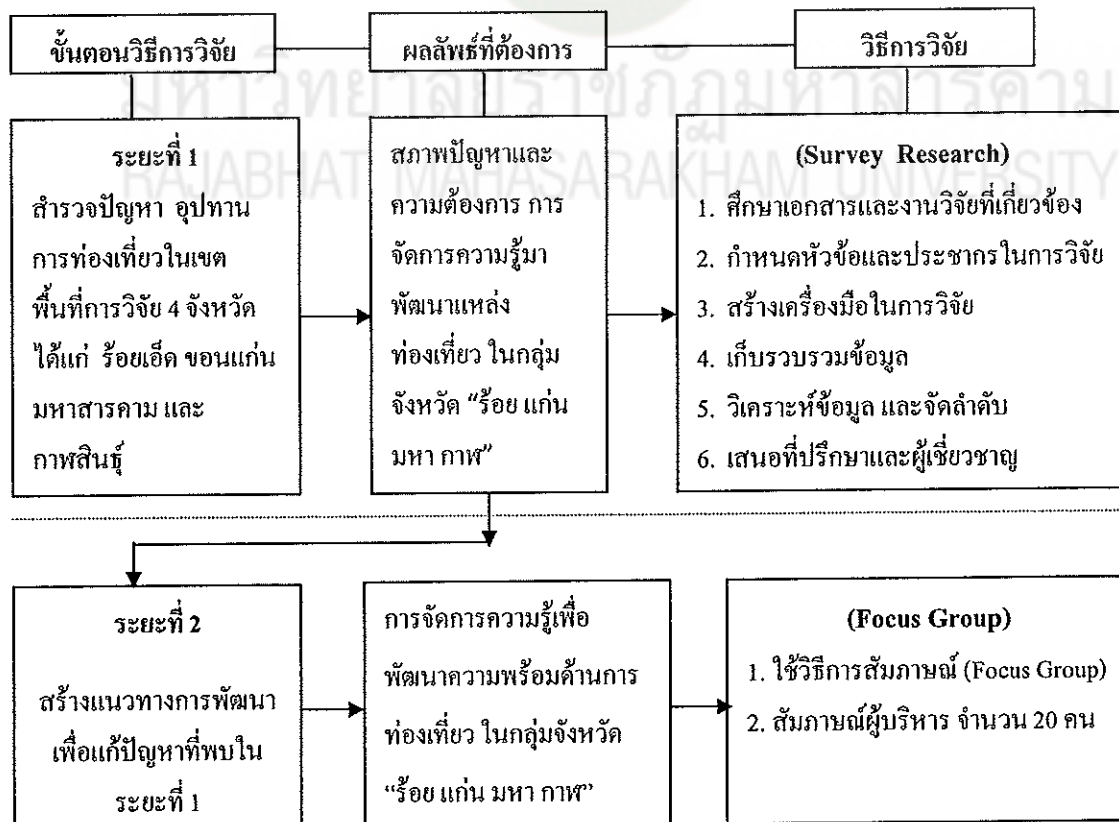 ขั้นตอนวิธีการวิจัย
ผลลัพธ์ที่ต้องการ
วิธีการวิจัย
มหาวิทยาลัยราชภัฏมหาสารคาม
RAJABHAT MAHASARAKHAM UNIVERSITY
ระยะที่ 1
สำรวจปัญหา อุปทาน
การท่องเที่ยวในเขต
พื้นที่การวิจัย 4 จังหวัด
ได้แก่ ร้อยเอ็ด ขอนแก่น
มหาสารคาม และ
กาฬสินธุ์
สภาพปัญหาและ
ความต้องการ การ
จัดการความรู้มา
พัฒนาแหล่ง
ท่องเที่ยว ในกลุ่ม
จังหวัด "ร้อย แก่น
มหา กาฬ"
(Survey Research)
1. ศึกษาเอกสารและงานวิจัยที่เกี่ยวข้อง
2. กำหนดหัวข้อและประชากรในการวิจัย
3. สร้างเครื่องมือในการวิจัย
4. เก็บรวบรวมข้อมูล
5. วิเคราะห์ข้อมูล และจัดลำดับ
6. เสนอที่ปรึกษาและผู้เชี่ยวชาญ
ระยะที่ 2
สร้างแนวทางการพัฒนา
เพื่อแก้ปัญหาที่พบใน
ระยะที่ 1
การจัดการความรู้เพื่อ
พัฒนาความพร้อมด้านการ
ท่องเที่ยว ในกลุ่มจังหวัด
"ร้อย แก่น มหา กาฬ"
(Focus Group)
1. ใช้วิธีการสัมภาษณ์ (Focus Group)
2. สัมภาษณ์ผู้บริหาร จำนวน 20 คน